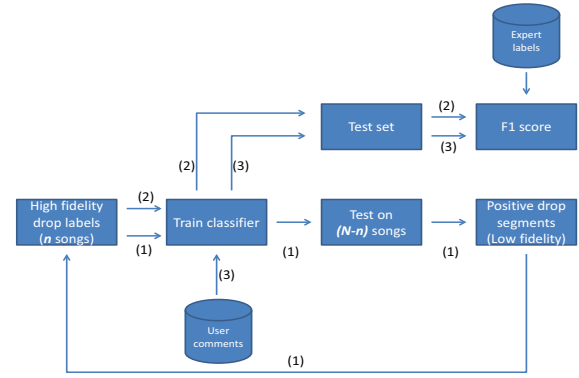 Expert
labels
(2)
Test set
F1 score
(3)
(2)
(3)
High fidelity
drop labels
(n songs)
(2)
(1)
Train classifier
(1)
Test on
(N-n) songs
(1)
Positive drop
segments
(Low fidelity)
(3)
User
comments
(1)